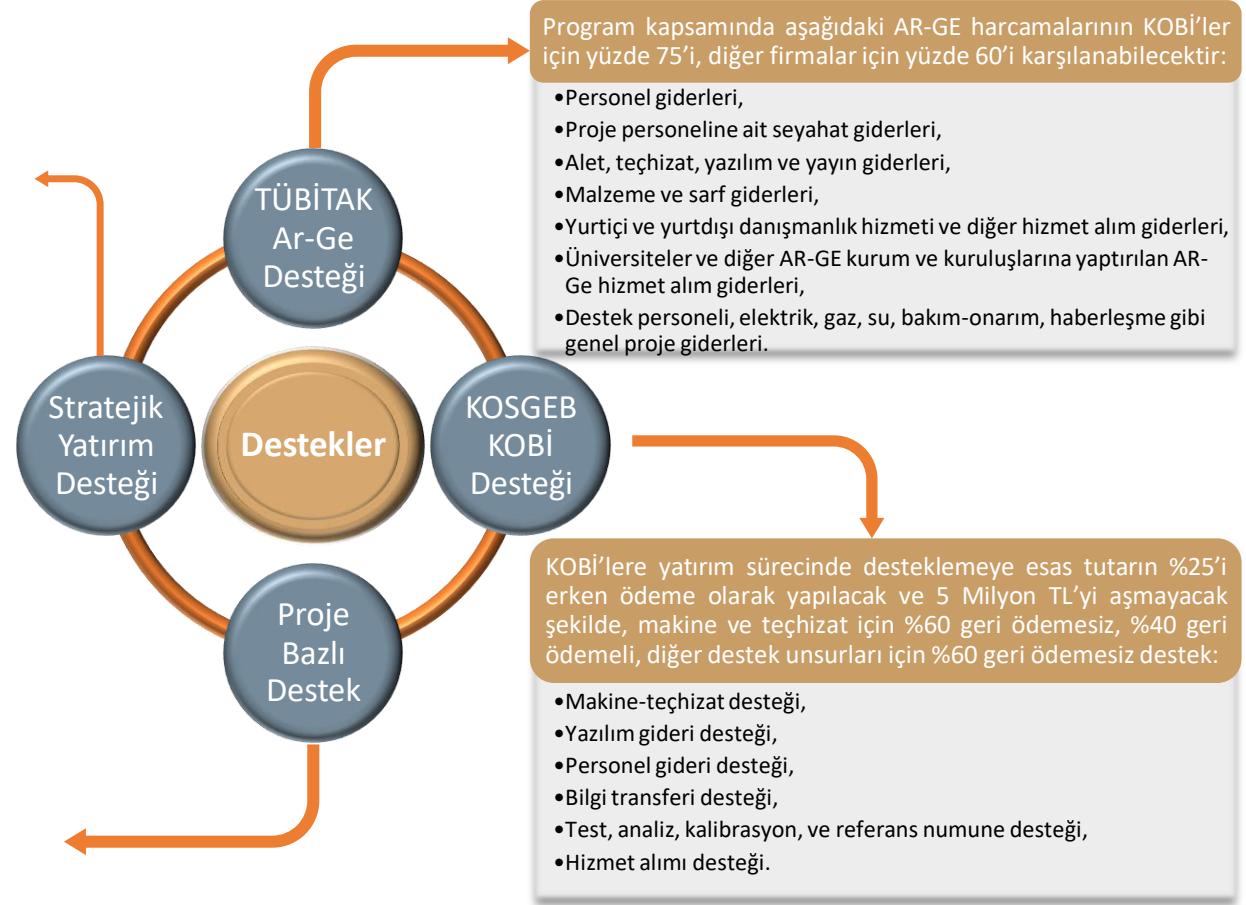 Program kapsamında aşağıdaki AR-GE harcamalarının KOBİ’ler
için yüzde 75’i, diğer firmalar için yüzde 60’i karşılanabilecektir:
•Personel giderleri,
•Proje personeline ait seyahat giderleri,
•Alet, teçhizat, yazılım ve yayın giderleri,
•Malzeme ve sarf giderleri,
•Yurtiçi ve yurtdışı danışmanlık hizmeti ve diğer hizmet alım giderleri,
•Üniversiteler ve diğer AR-GE kurum ve kuruluşlarına yaptırılan AR-
Ge hizmet alım giderleri,
•Destek personeli, elektrik, gaz, su, bakım-onarım, haberleşme gibi
genel proje giderleri.
TÜBİTAK
Ar-Ge
Desteği
Stratejik
Yatırım
Desteği
Destekler
KOSGEB
KOBİ
Desteği
Proje
Bazlı
Destek
KOBİ’lere yatırım sürecinde desteklemeye esas tutarın %25’i
erken ödeme olarak yapılacak ve 5 Milyon TL’yi aşmayacak
şekilde, makine ve teçhizat için %60 geri ödemesiz, %40 geri
ödemeli, diğer destek unsurları için %60 geri ödemesiz destek:
•Makine-teçhizat desteği,
•Yazılım gideri desteği,
•Personel gideri desteği,
•Bilgi transferi desteği,
•Test, analiz, kalibrasyon, ve referans numune desteği,
•Hizmet alımı desteği.